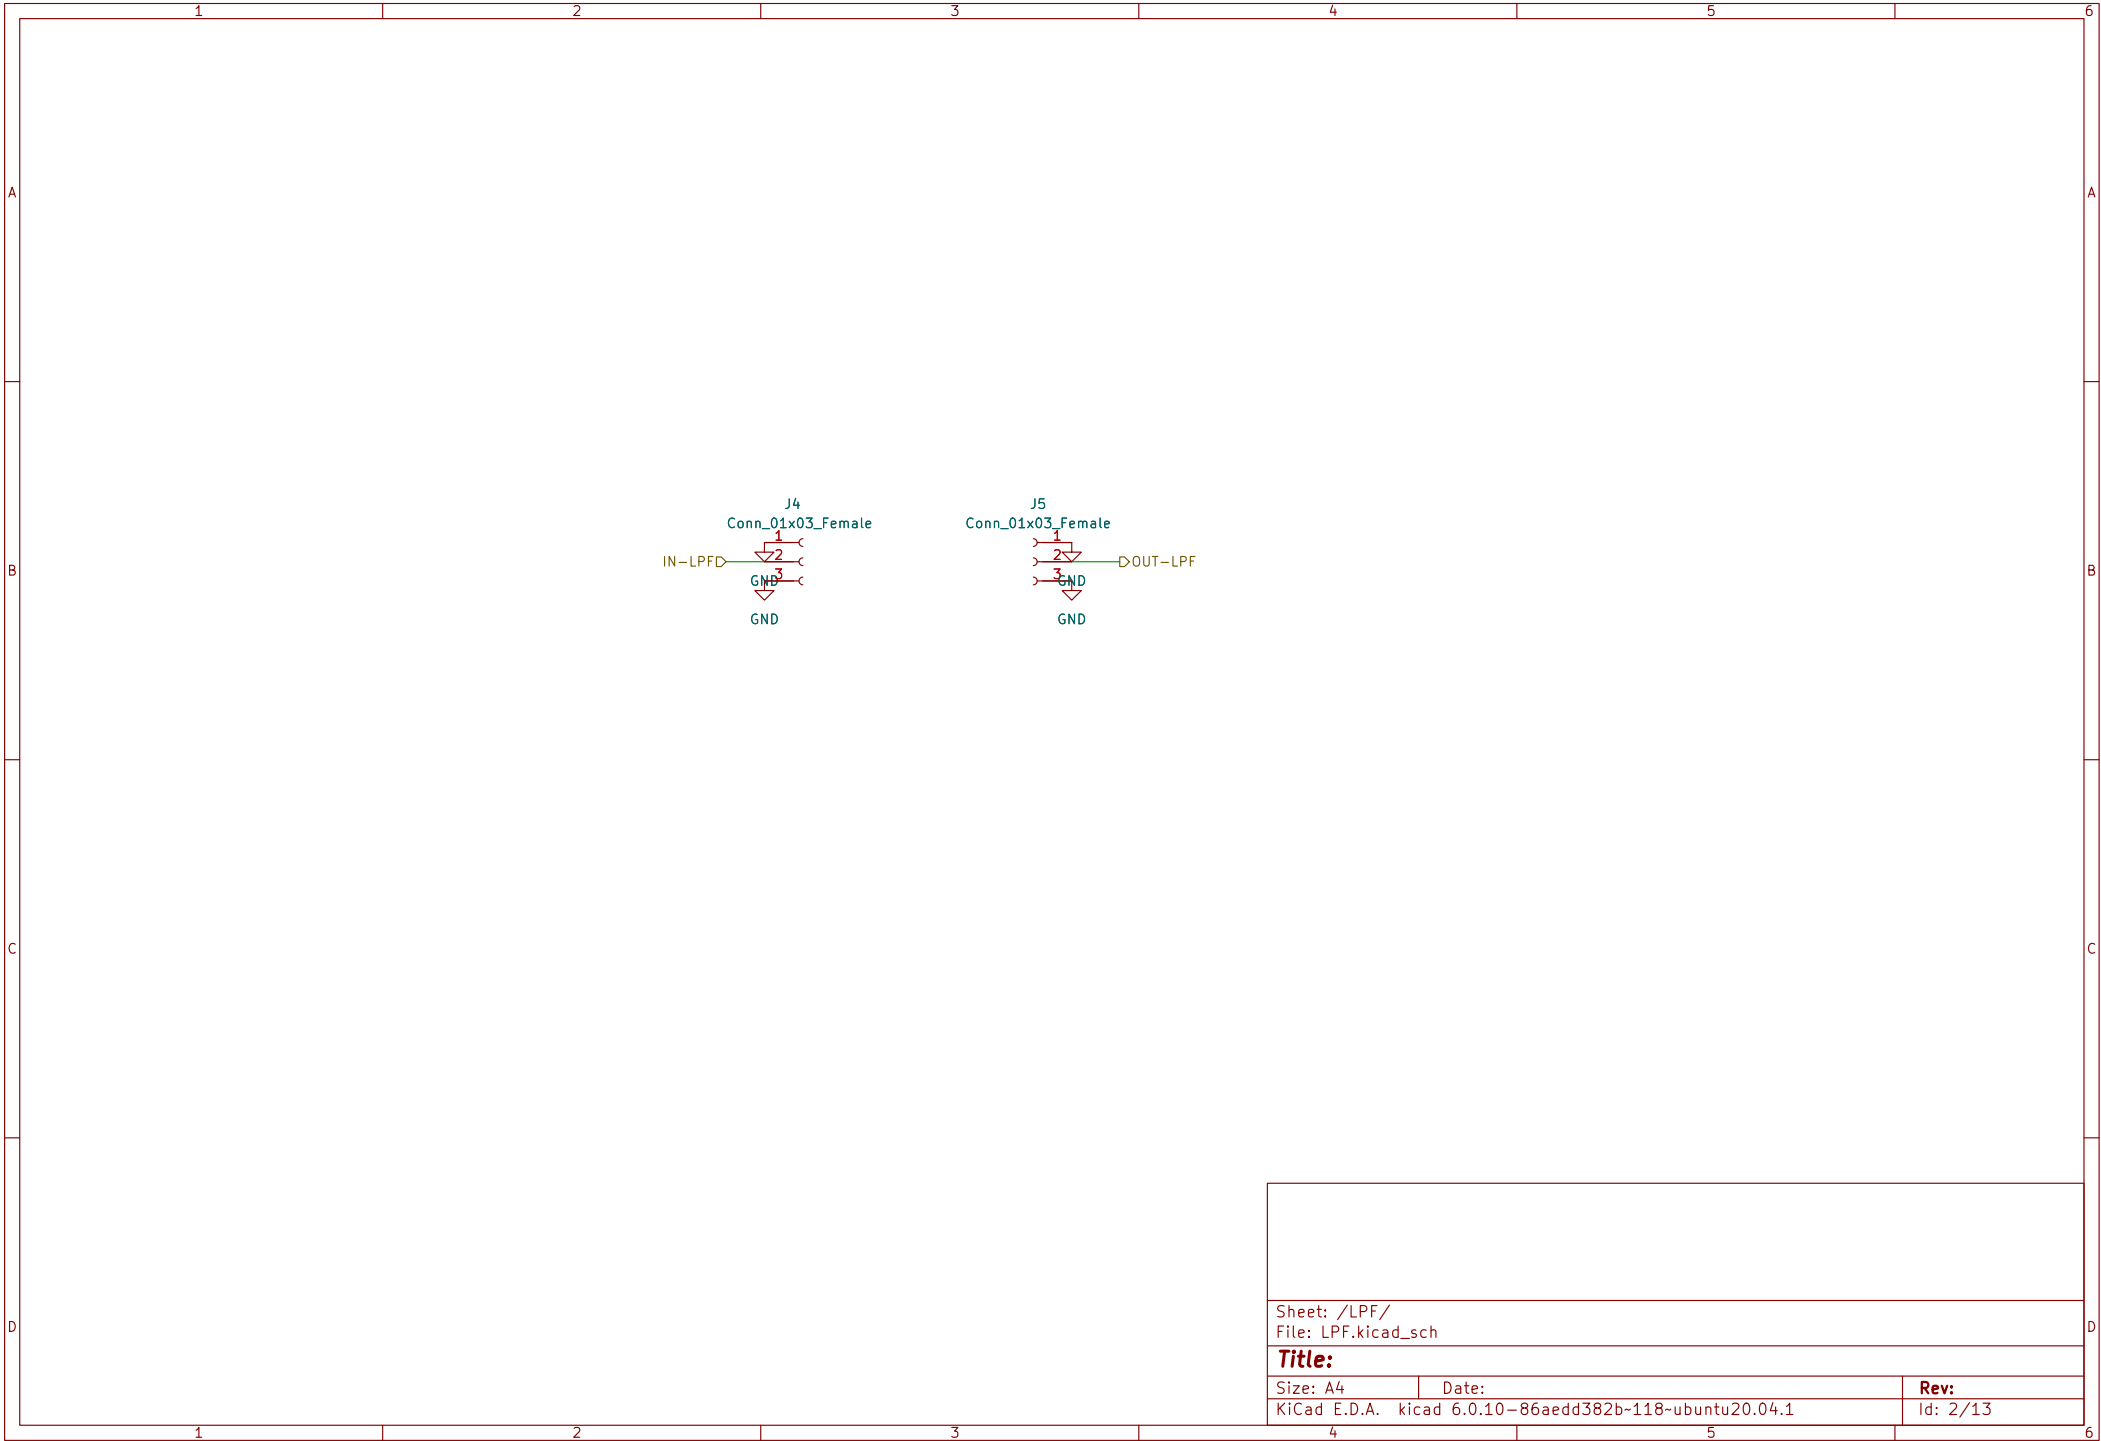 1 2 3 4 5 6
A A
J4 J5
Conn_01x03_Female Conn_01x03_Female
1 1
2 2
IN-LPF OUT-LPF
B B
3 3
GND GND
GND GND
C C
Sheet: /LPF/
File: LPF.kicad_sch
D D
Title:
Size: A4 Date: Rev:
KiCad E.D.A. kicad 6.0.10-86aedd382b~118~ubuntu20.04.1 Id: 2/13
1 2 3 4 5 6